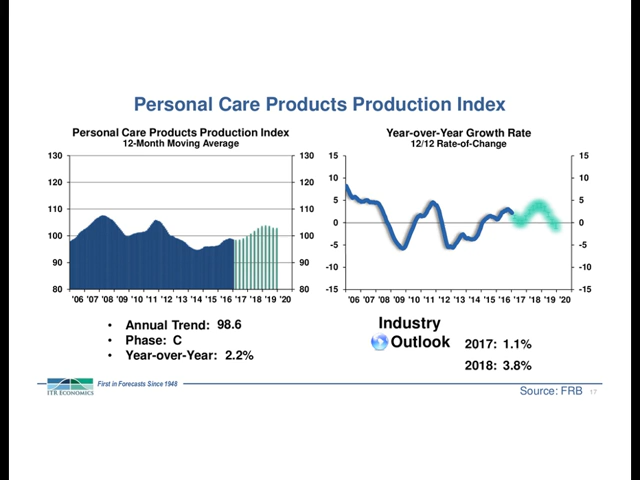 Personal Care Products Production Index
Personal Care Products Production Index
12-Month Moving Average
130 130
120 120
110 110
100 100
90 90
80 80
'06 '07 '08 '09 '10 '11 '12 '13 '14 '15 '16 '17 '18 '19 '20
Year-over-Year Growth Rate
12/12 Rate-of-Change
15 15
10 10
5 5
0 0
-5 -5
-10 -10
-15 -15
'06 '07 '08 '09 '10 '11 '12 '13 '14 '15 '16 '17 '18 '19 '20
• Annual Trend: 98.6
• Phase: C
• Year-over-Year: 2.2%
Industry
Outlook
2017: 1.1%
2018: 3.8%
ITR ECONOMICS
First in Forecasts Since 1948
Source: FRB
17